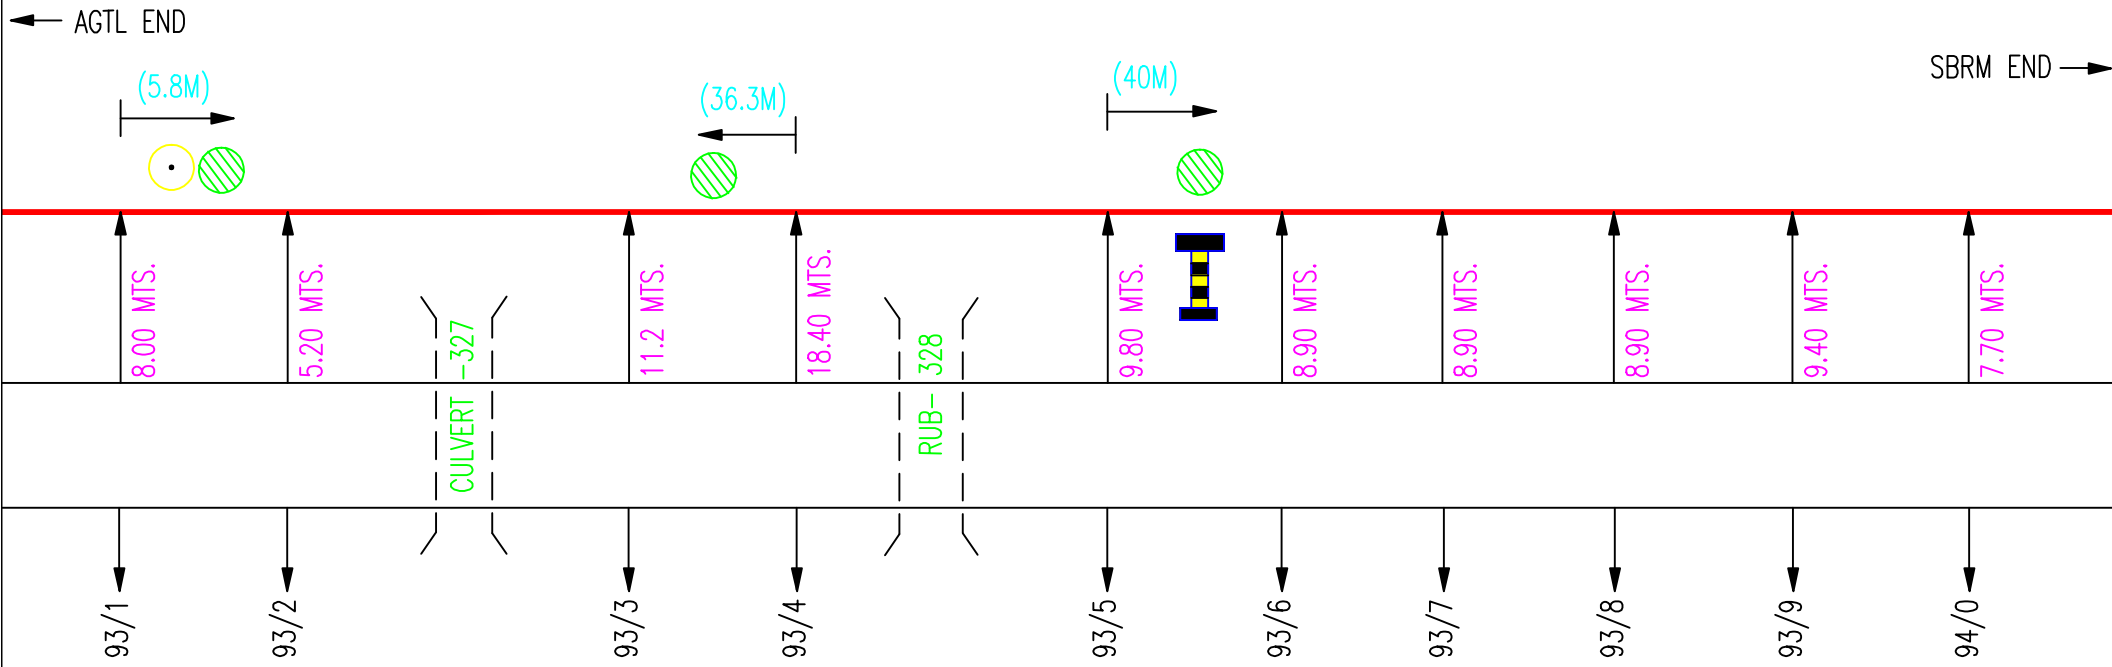 AGTL END
SBRM END
(5.8M)
(36.3M)
(40M)
8.00 MTS.
5.20 MTS.
11.2 MTS.
18.40 MTS.
9.80 MTS.
8.90 MTS.
8.90 MTS.
8.90 MTS.
9.40 MTS.
7.70 MTS.
CULVERT -327
RUB- 328
93/1
93/2
93/3
93/4
93/5
93/6
93/7
93/8
93/9
94/0